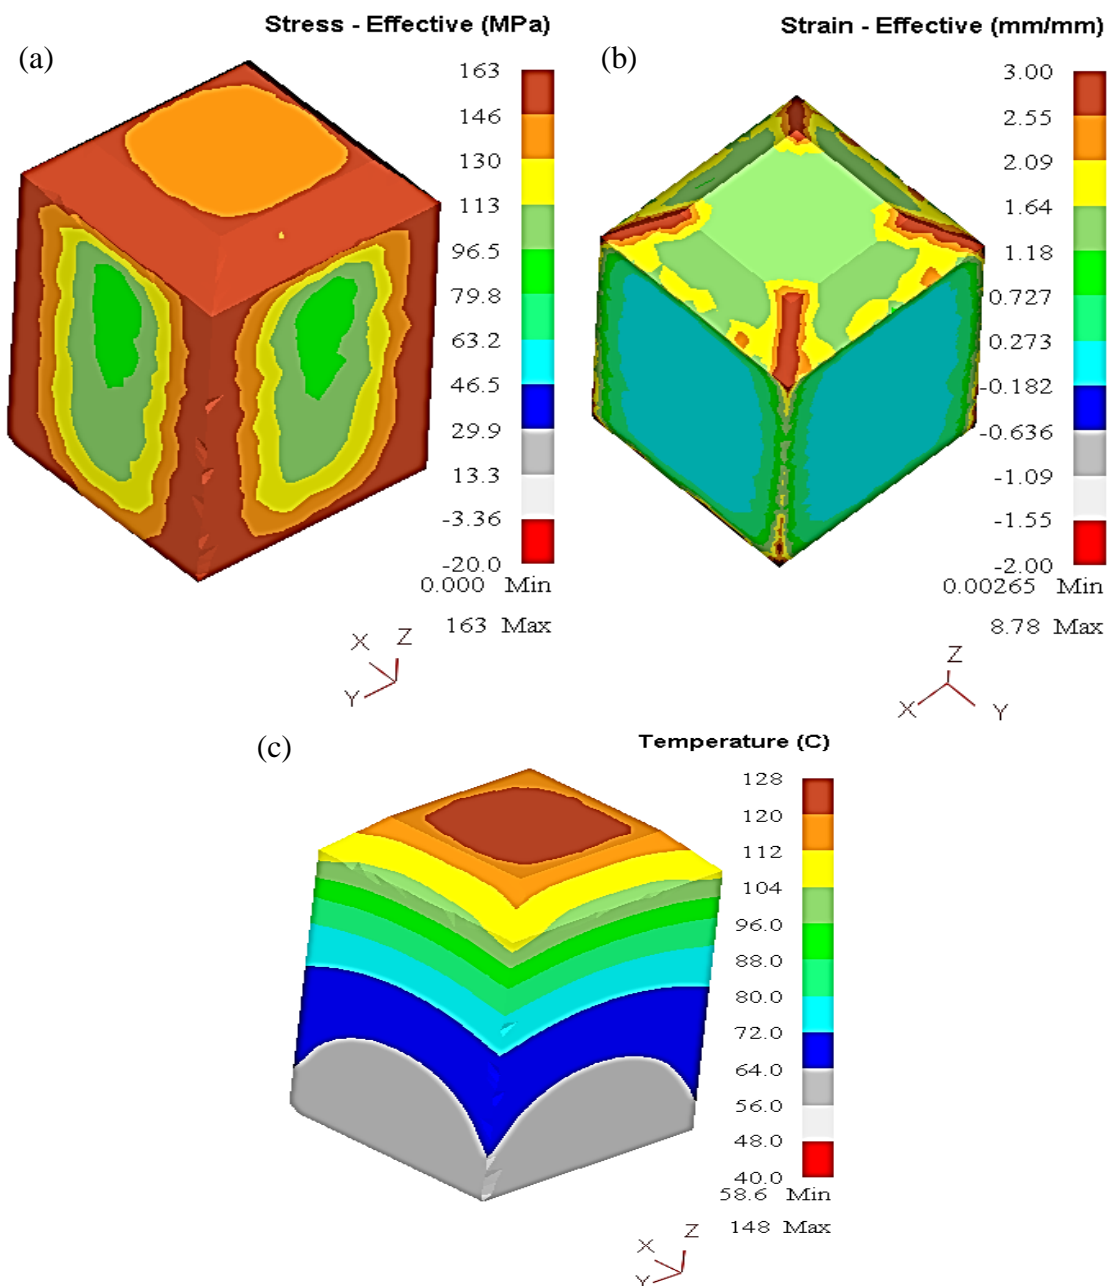 Stress - Effective (MPa)
(a)
163
146
130
113
96.5
79.8
63.2
46.5
29.9
13.3
-3.36
-20.0
0.000 Min
163 Max
X Z
Y
Strain - Effective (mm/mm)
(b)
3.00
2.55
2.09
1.64
1.18
0.727
0.273
-0.182
-0.636
-1.09
-1.55
-2.00
0.00265 Min
8.78 Max
Z
X Y
Temperature (C)
(c)
128
120
112
104
96.0
88.0
80.0
72.0
64.0
56.0
48.0
40.0
58.6 Min
148 Max
X Z
Y